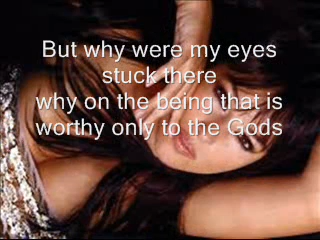 But why were my eyes
stuck there
why on the being that is
worthy only to the Gods